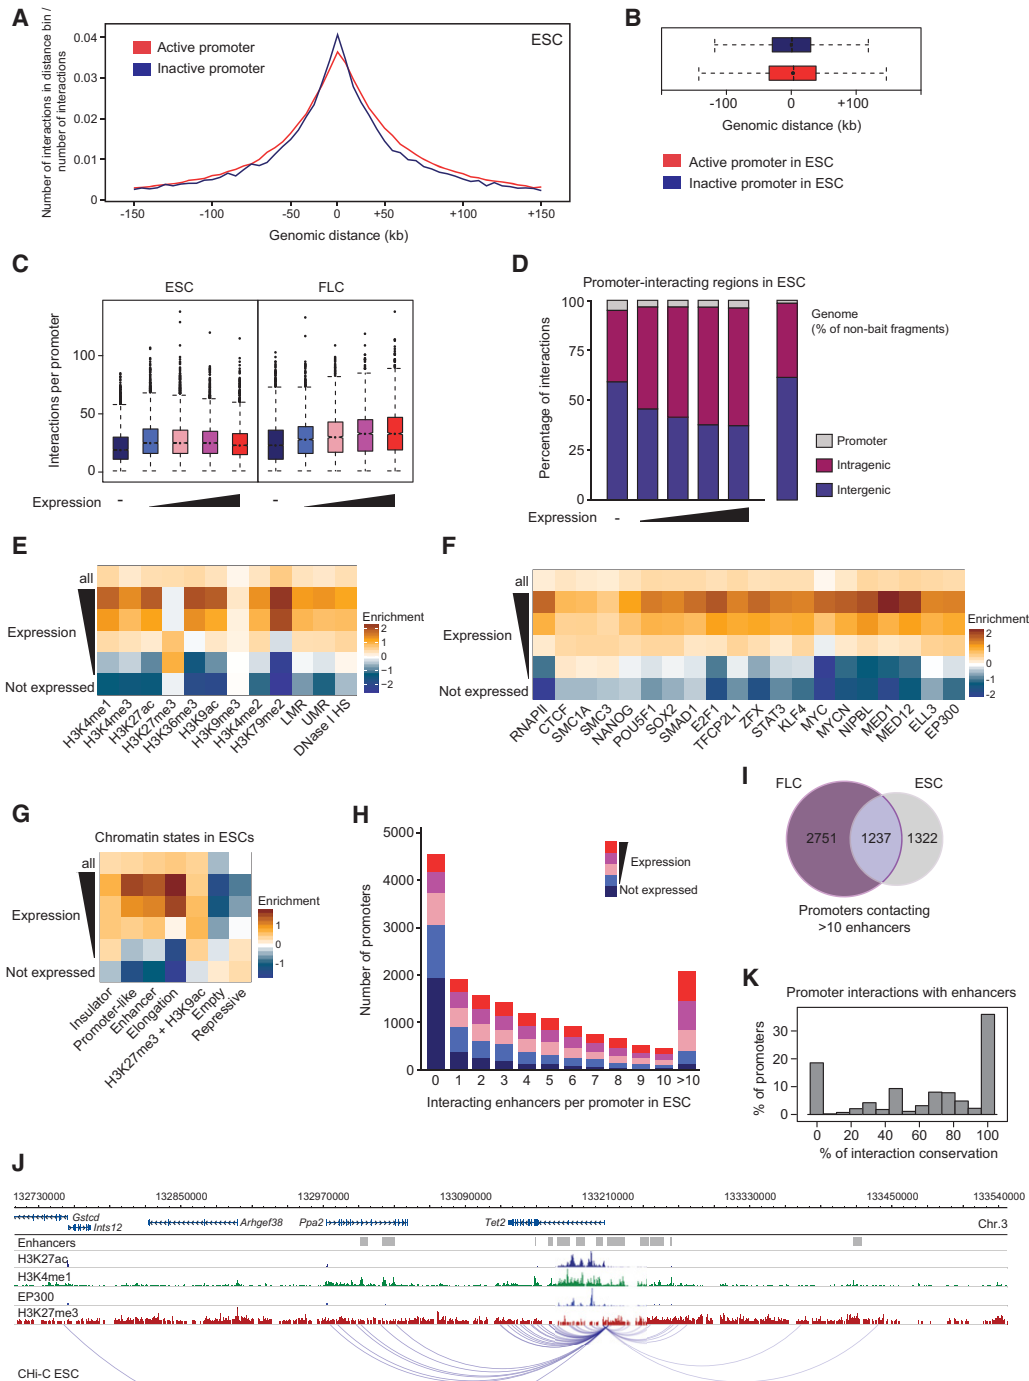 A
Number of interactions in distance bin /
number of interactions
0.04
0.03
0.02
0.01
0
Active promoter
Inactive promoter
ESC
-150
-100
-50
0
+50
+100
+150
Genomic distance (kb)
B
-100
0
+100
Genomic distance (kb)
Active promoter in ESC
Inactive promoter in ESC
C
ESC
FLC
Interactions per promoter
100
50
0
Expression
-
D
Promoter-interacting regions in ESC
Percentage of interactions
100
75
50
25
0
Genome
(% of non-bait fragments)
Promoter
Intragenic
Intergenic
Expression
-
E
all
Expression
Not expressed
Enrichment
2
1
0
−1
−2
H3K4me1
H3K4me3
H3K27ac
H3K27me3
H3K36me3
H3K9ac
H3K9me3
H3K4me2
H3K79me2
LMR
UMR
DNase I HS
F
all
Expression
Not expressed
Enrichment
2
1
0
-1
-2
RNAPII
CTCF
SMC1A
SMC3
NANOG
POU5F1
SOX2
SMAD1
E2F1
TFCP2L1
ZFX
STAT3
KLF4
MYC
MYCN
NIPBL
MED1
MED12
ELL3
EP300
G
Chromatin states in ESCs
all
Expression
Not expressed
Enrichment
1
0
-1
Insulator
Promoter-like
Enhancer
Elongation
H3K27me3 + H3K9ac
Empty
Repressive
H
Number of promoters
5000
4000
3000
2000
1000
0
Expression
Not expressed
0 1 2 3 4 5 6 7 8 9 10 >10
Interacting enhancers per promoter in ESC
I
FLC
ESC
2751
1237
1322
Promoters contacting
>10 enhancers
K
Promoter interactions with enhancers
% of promoters
30
20
10
0
0 20 40 60 80 100
% of interaction conservation
J
132730000 132850000 132970000 133090000 133210000 133330000 133450000 133540000
Gstcd
Ints12
Arhgef38
Ppa2
Tet2
Chr.3
Enhancers
H3K27ac
H3K4me1
EP300
H3K27me3
CHi-C ESC